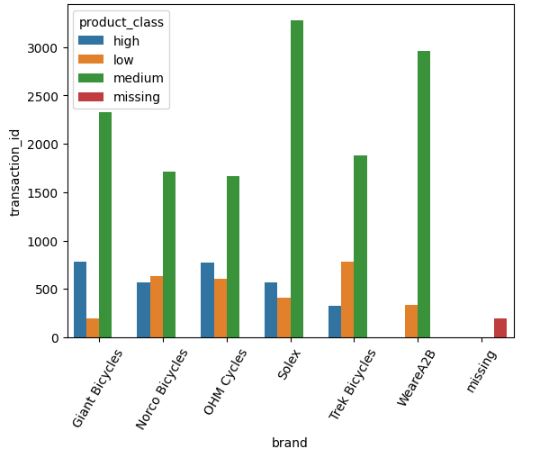 product_class
high
low
medium
missing
3000
2500
2000
1500
1000
500
0
transaction_id
Giant Bicycles
Norco Bicycles
OHM Cycles
Solex
Trek Bicycles
WeareA2B
missing
brand